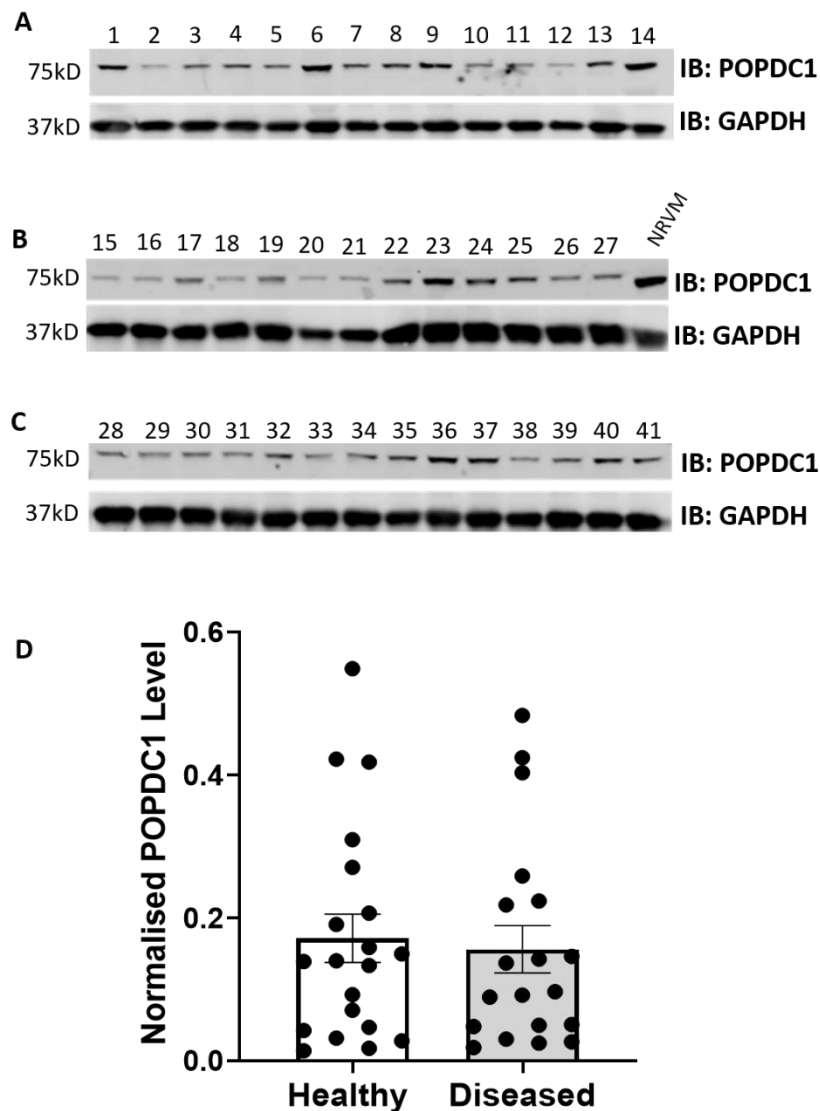 A
1 2 3 4 5 6 7 8 9 10 11 12 13 14
75kD IB: POPDC1
37kD IB: GAPDH
B
15 16 17 18 19 20 21 22 23 24 25 26 27 NRVM
75kD IB: POPDC1
37kD IB: GAPDH
C
28 29 30 31 32 33 34 35 36 37 38 39 40 41
75kD IB: POPDC1
37kD IB: GAPDH
D
Normalised POPDC1 Level
0.6
0.4
0.2
0.0
Healthy Diseased